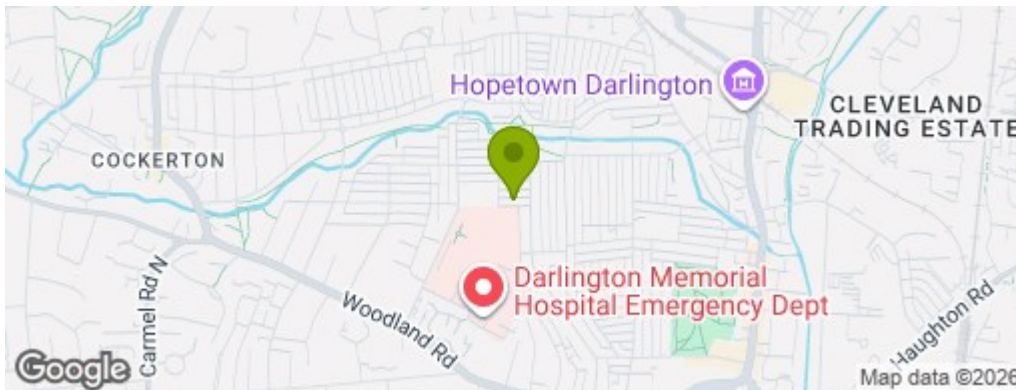 Hopetown Darlington
CLEVELAND
TRADING ESTATE
COCKERTON
Darlington Memorial
Hospital Emergency Dept
Woodland Rd
Carmel Rd N
Haughton Rd
Google
Map data ©2026